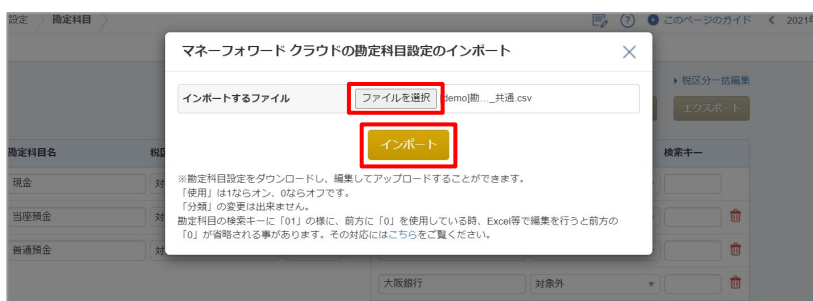 設定 勘定科目 このページのガイド 2021年
マネーフォワード クラウドの勘定科目設定のインポート
税区分一括編集
インポートするファイル ファイルを選択 demo]勘…_共通.csv
エクスポート
インポート
勘定科目名 検索キー
※勘定科目設定をダウンロードし、編集してアップロードすることができます。
現金 対
「使用」は1ならオン、0ならオフです。
「分類」の変更は出来ません。
当座預金 対
勘定科目の検索キーに「01」の様に、前方に「0」を使用している時、Excel等で編集を行うと前方の
「0」が省略される事があります。その対応にはこちらをご覧ください。
普通預金 対
大阪銀行 対象外